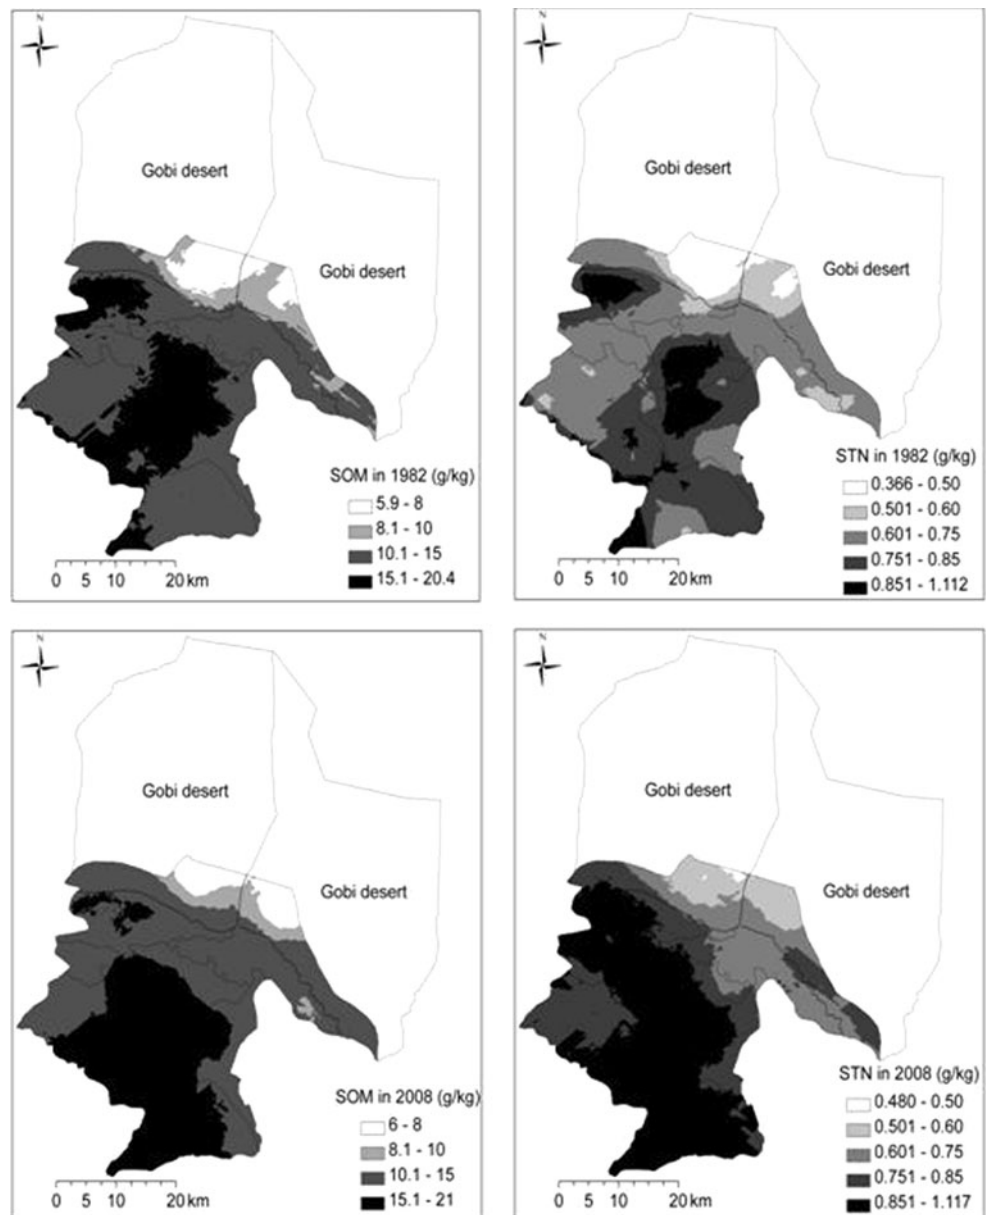 N
Gobi desert
Gobi desert
SOM in 1982 (g/kg)
5.9 - 8
8.1 - 10
10.1 - 15
15.1 - 20.4
0 5 10 20 km
N
Gobi desert
Gobi desert
STN in 1982 (g/kg)
0.366 - 0.50
0.501 - 0.60
0.601 - 0.75
0.751 - 0.85
0.851 - 1.112
0 5 10 20 km
N
Gobi desert
Gobi desert
SOM in 2008 (g/kg)
6 - 8
8.1 - 10
10.1 - 15
15.1 - 21
0 5 10 20 km
N
Gobi desert
Gobi desert
STN in 2008 (g/kg)
0.480 - 0.50
0.501 - 0.60
0.601 - 0.75
0.751 - 0.85
0.851 - 1.117
0 5 10 20 km